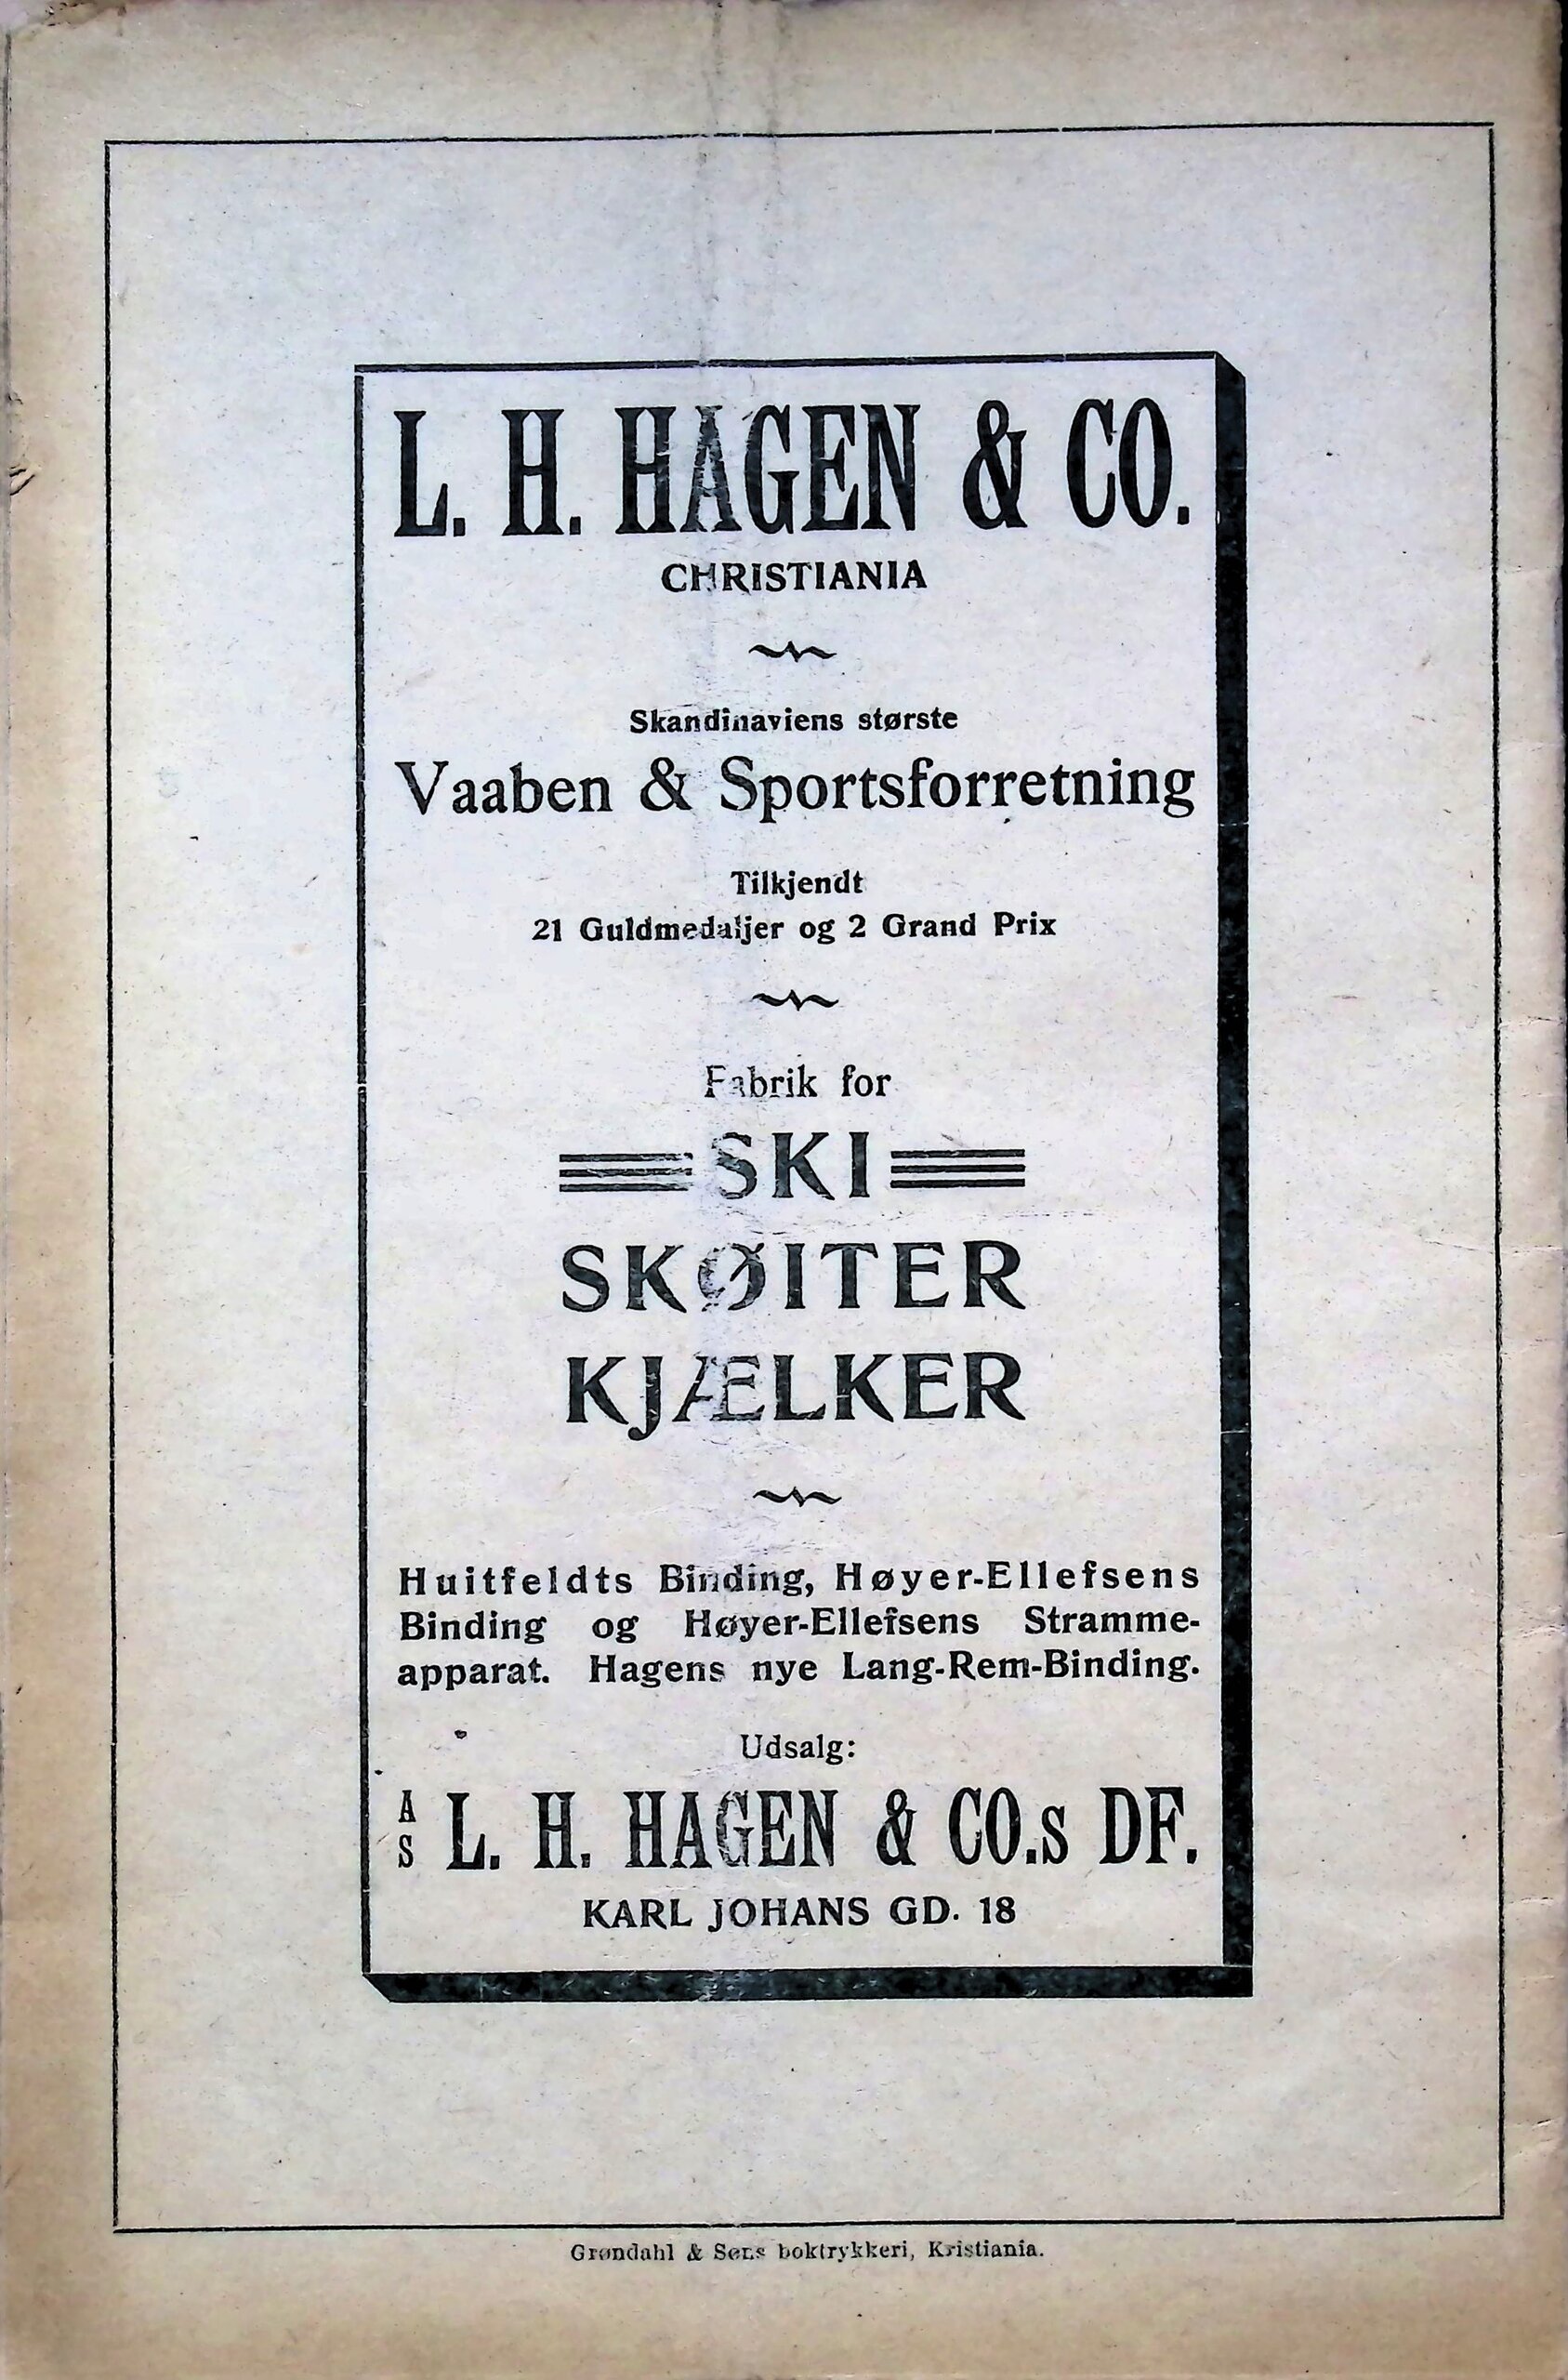 L. H. HAGEN & CO.
CHRISTIANIA
Skandinaviens største
Vaaben & Sportsforretning
Tilkjendt
21 Guldmedaljer og 2 Grand Prix
Fabrik for
SKI
SKØITER
KJÆLKER
Huitfeldts Binding, Høyer-Ellefsens
Binding og Høyer-Ellefsens Stramme-
apparat. Hagens nye Lang-Rem-Binding.
Udsalg:
A/S L. H. HAGEN & CO.s DF.
KARL JOHANS GD. 18
Grøndahl & Søns boktrykkeri, Kristiania.